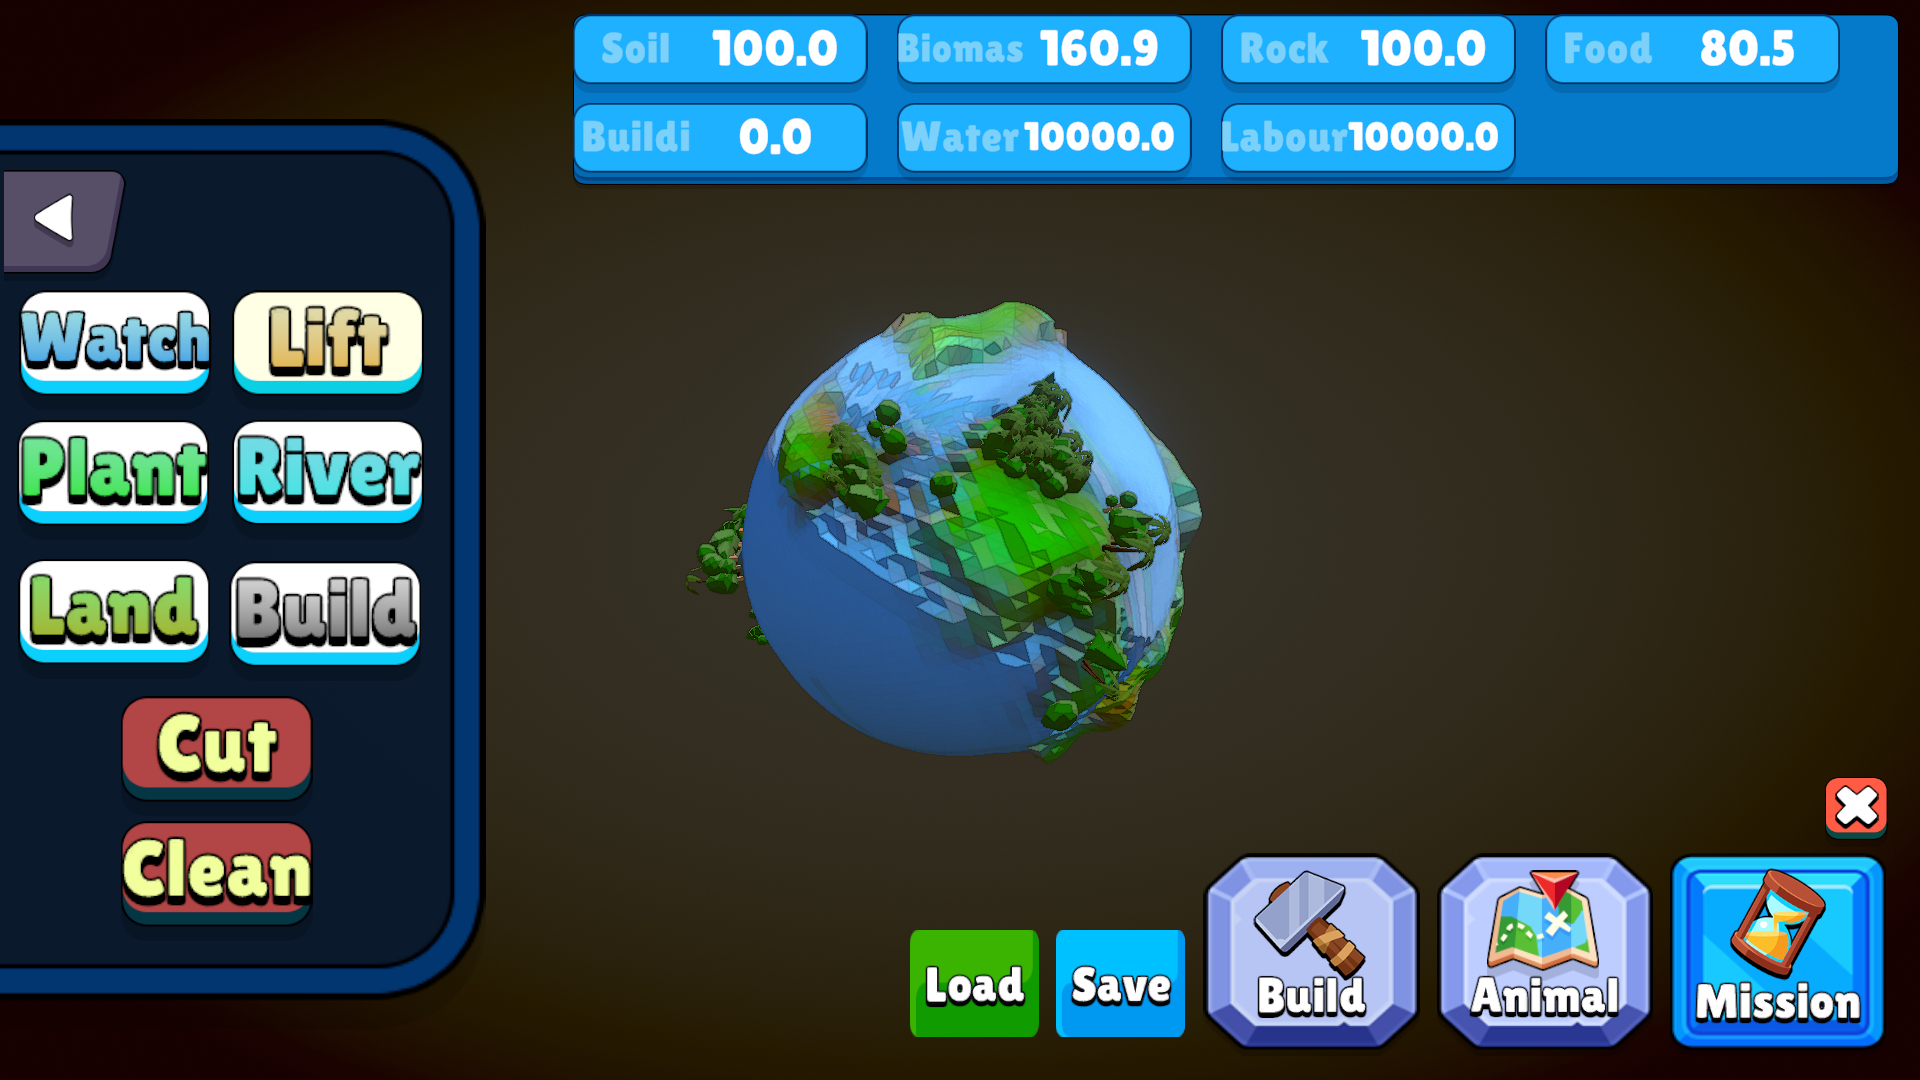 Soil 100.0 Biomas 160.9 Rock 100.0 Food 80.5
Buildi 0.0 Water 10000.0 Labour 10000.0
Watch Lift
Plant River
Land Build
Cut
Clean
Load Save Build Animal Mission